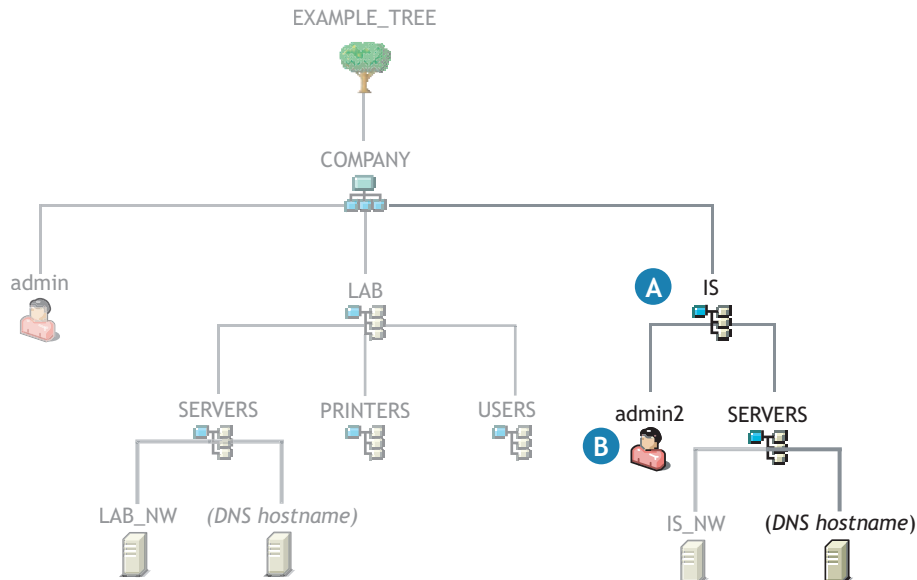 EXAMPLE_TREE
COMPANY
admin
LAB
A
IS
SERVERS
PRINTERS
USERS
admin2
B
SERVERS
LAB_NW
(DNS hostname)
IS_NW
(DNS hostname)